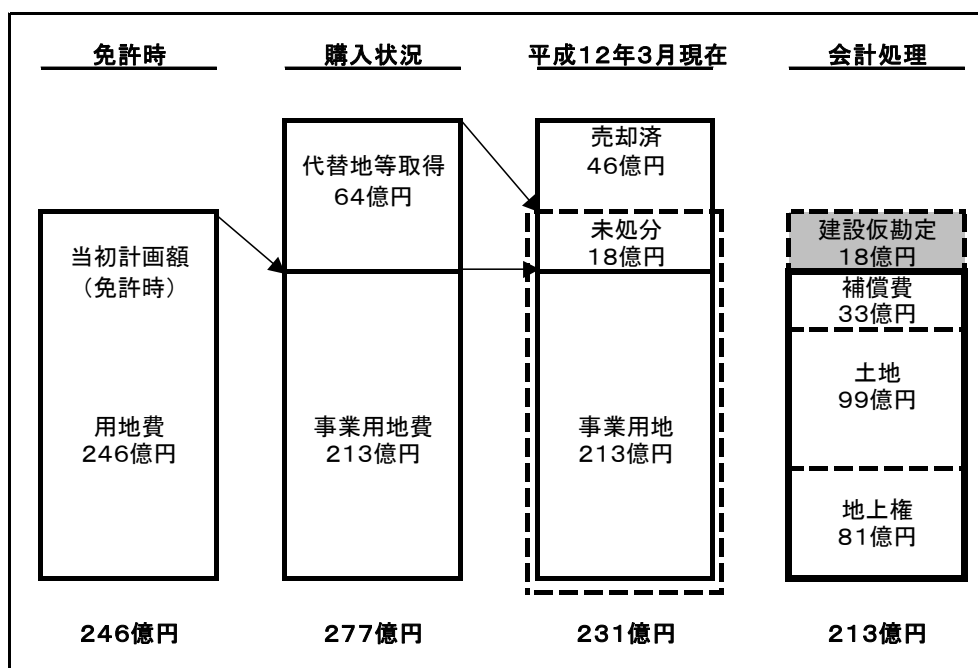 免許時
購入状況
平成12年3月現在
会計処理
当初計画額
（免許時）
用地費
246億円
246億円
代替地等取得
64億円
事業用地費
213億円
277億円
売却済
46億円
未処分
18億円
事業用地
213億円
231億円
建設仮勘定
18億円
補償費
33億円
土地
99億円
地上権
81億円
213億円